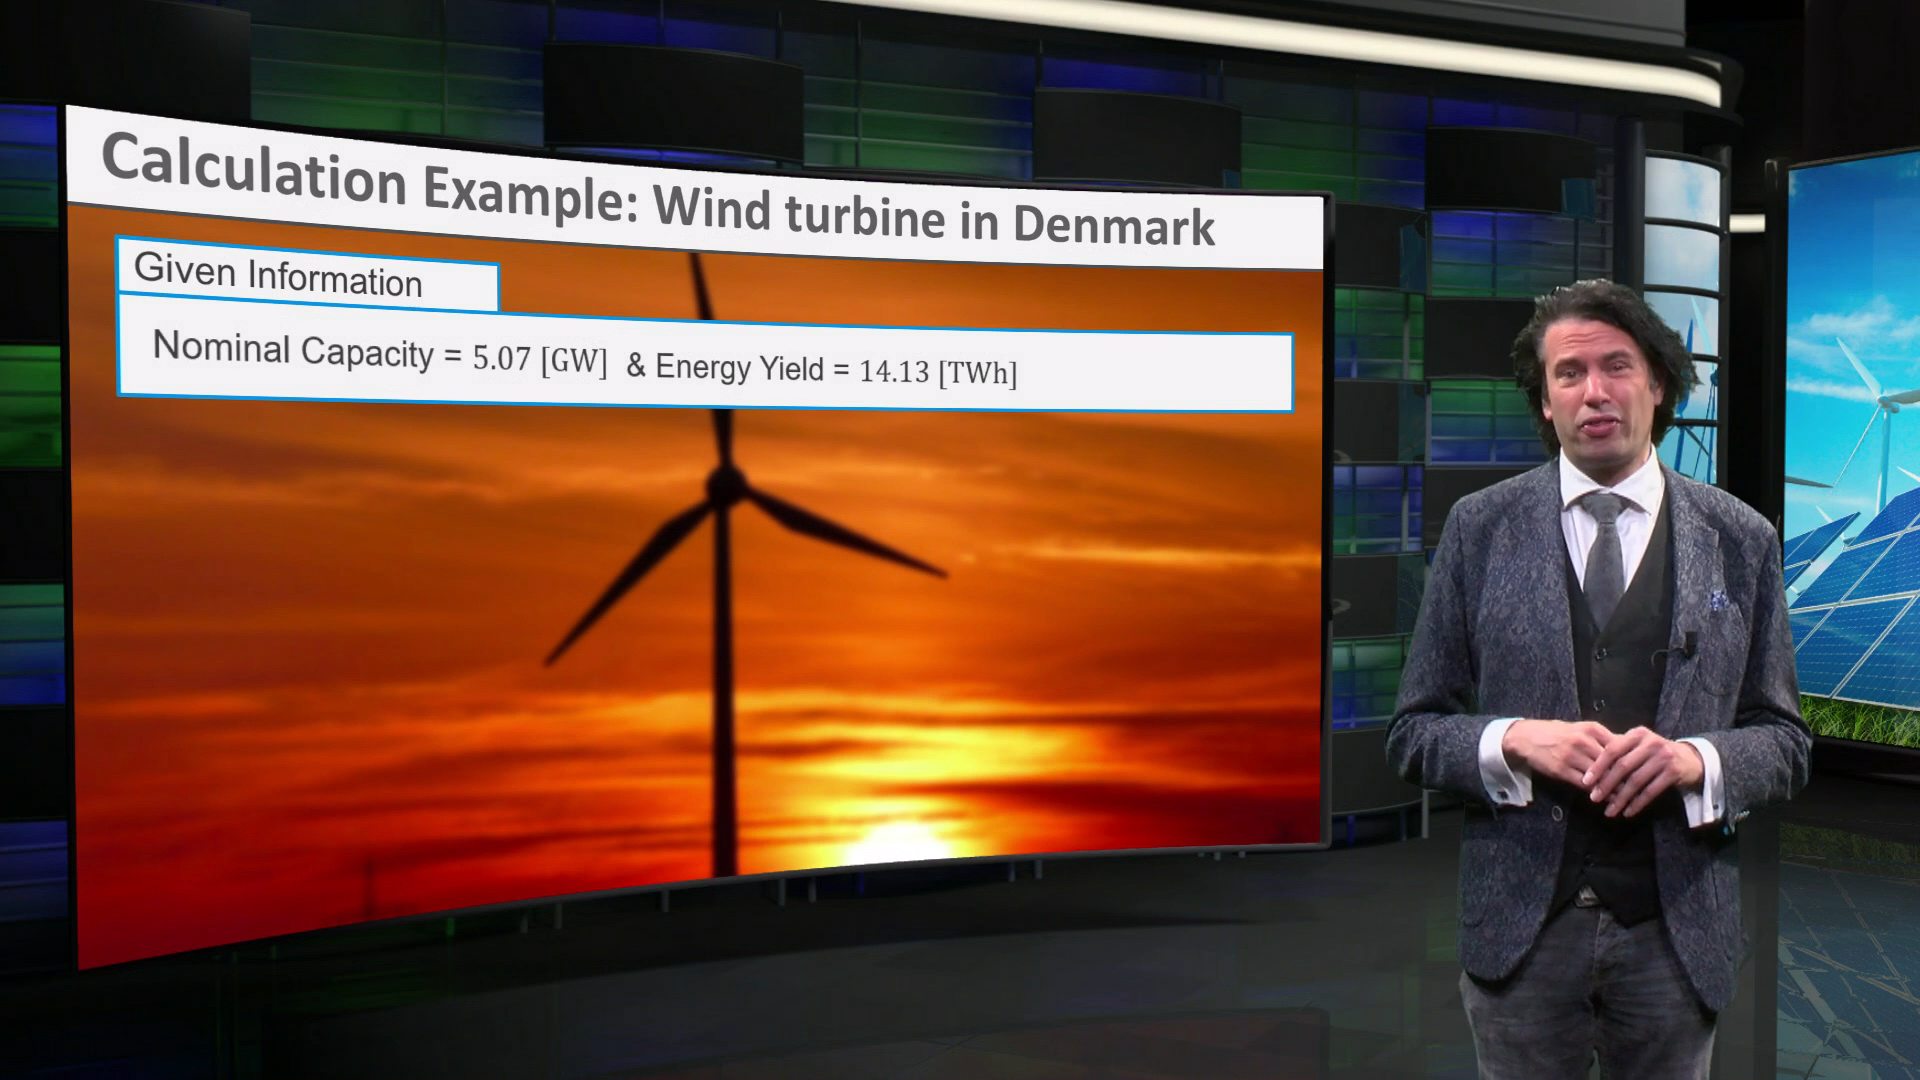 Calculation Example: Wind turbine in Denmark
Given Information
Nominal Capacity = 5.07 [GW] & Energy Yield = 14.13 [TWh]